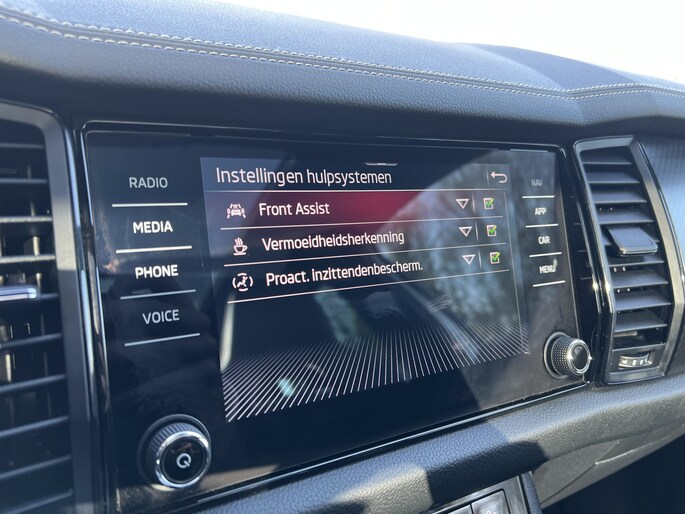 Instellingen hulpsystemen
RADIO
MEDIA
PHONE
VOICE
Front Assist
Vermoeidheidsherkenning
Proact. inzittendenbescherm.
NAV
APP
CAR
MENU